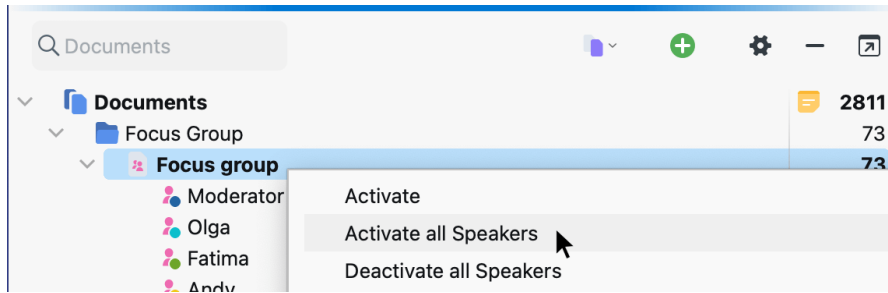 Documents
Documents 2811
Focus Group 73
Focus group 73
Moderator Activate
Olga Activate all Speakers
Fatima Deactivate all Speakers
Andy